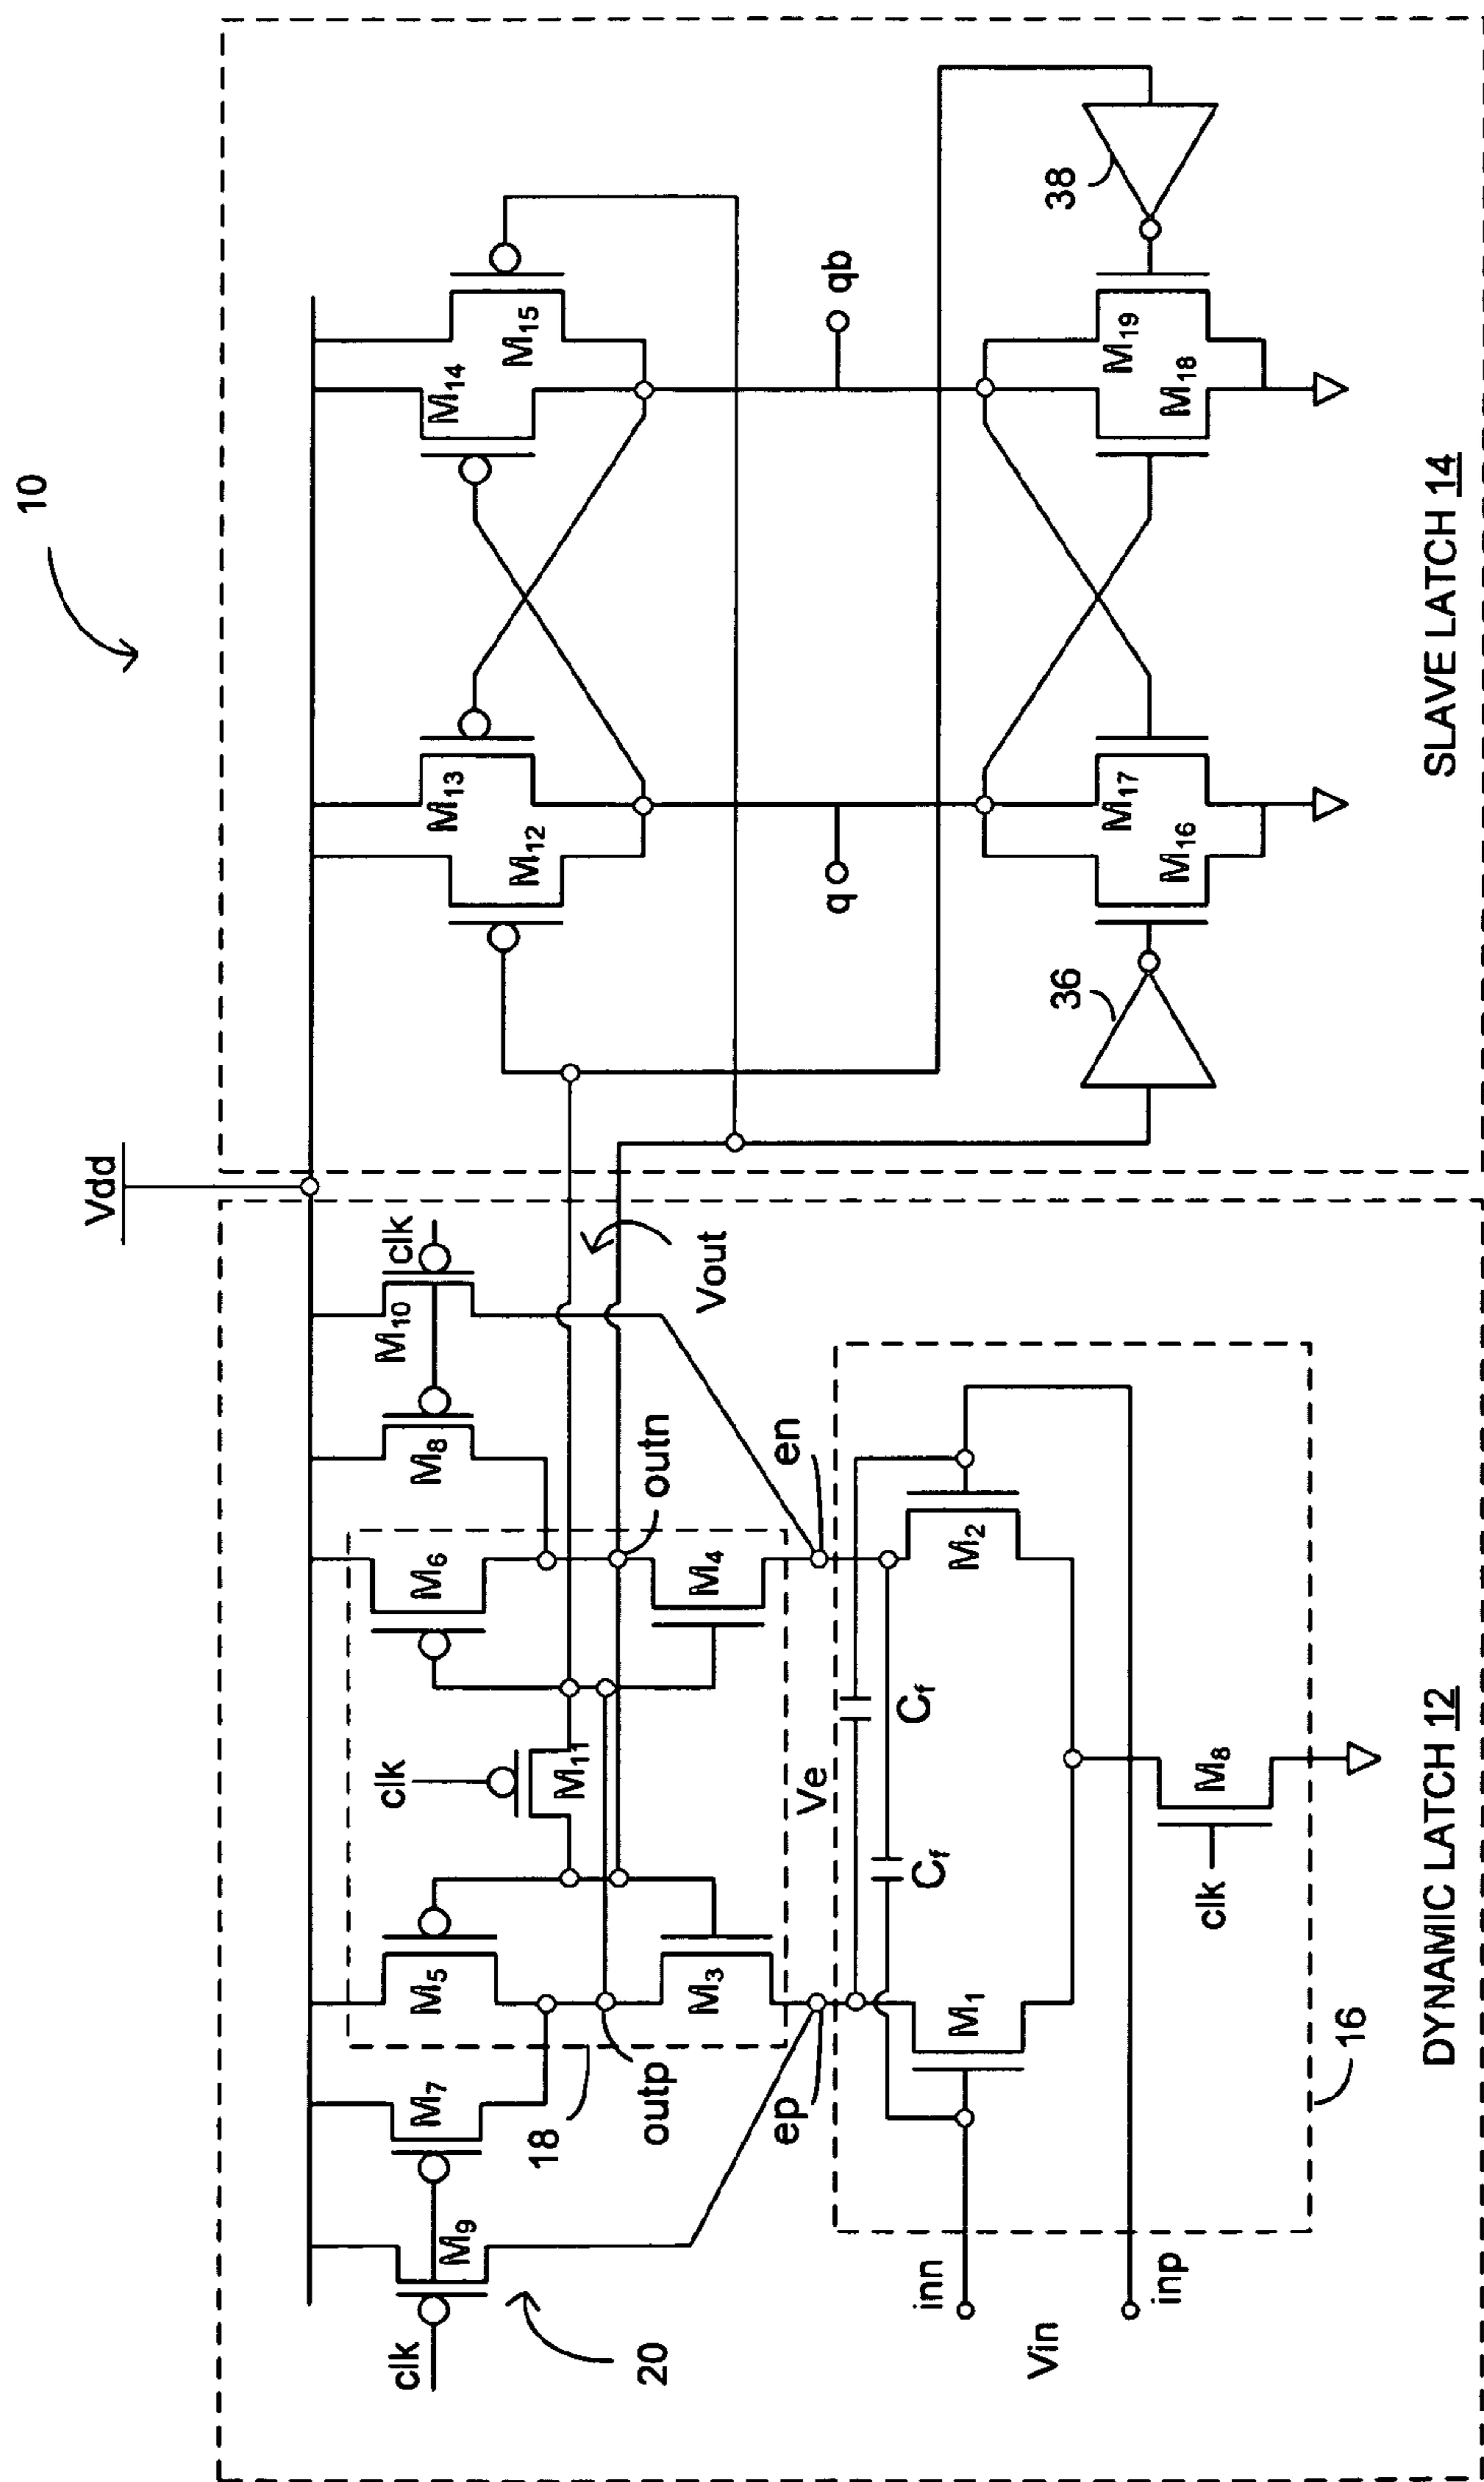 10
Vdd
clk
M9
M7
M5
clk
M11
M6
M8
M10
clk
20
18
outp
M3
M4
outn
Vout
ep
Ve
en
inn
Vin
inp
Cf
Cf
M1
M2
clk
M8
16
DYNAMIC LATCH 12
M12
M13
M14
M15
q
qb
36
M16
M17
M18
M19
38
SLAVE LATCH 14